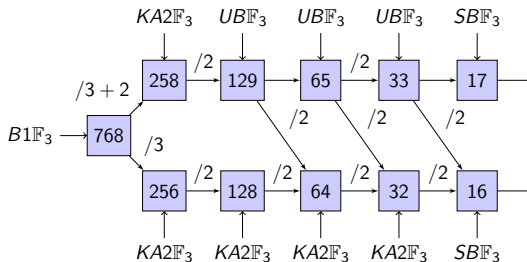 KA2𝔽₃ UB𝔽₃ UB𝔽₃ UB𝔽₃ SB𝔽₃
/2 /2
258 129 65 33 17
/3 + 2
B1𝔽₃ 768 /2 /2 /2
/3
/2 /2 /2 /2
256 128 64 32 16
KA2𝔽₃ KA2𝔽₃ KA2𝔽₃ KA2𝔽₃ SB𝔽₃